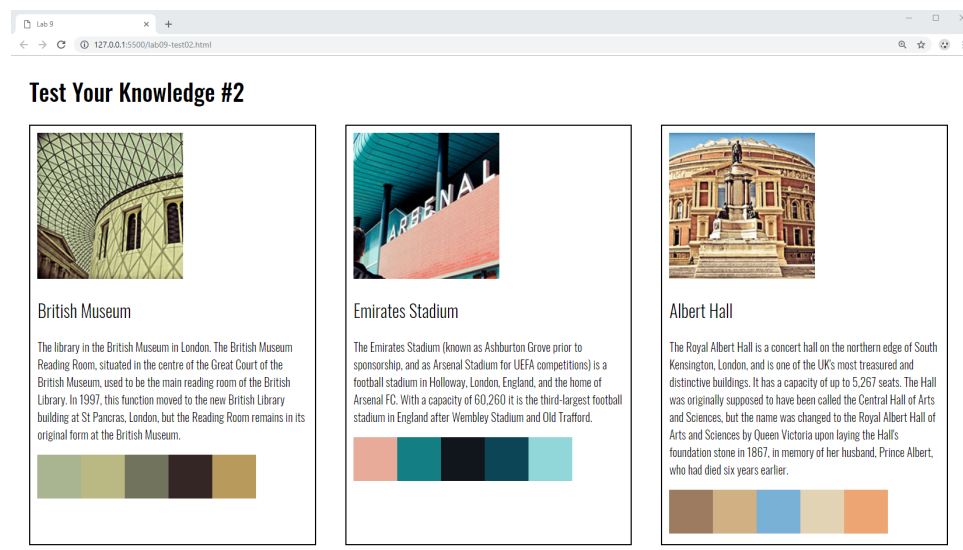 Lab 9
127.0.0.1:5500/lab09-test02.html
Test Your Knowledge #2
ARSENAL
British Museum
The library in the British Museum in London. The British Museum
Reading Room, situated in the centre of the Great Court of the
British Museum, used to be the main reading room of the British
Library. In 1997, this function moved to the new British Library
building at St Pancras, London, but the Reading Room remains in its
original form at the British Museum.
Emirates Stadium
The Emirates Stadium (known as Ashburton Grove prior to
sponsorship, and as Arsenal Stadium for UEFA competitions) is a
football stadium in Holloway, London, England, and the home of
Arsenal FC. With a capacity of 60,260 it is the third-largest football
stadium in England after Wembley Stadium and Old Trafford.
Albert Hall
The Royal Albert Hall is a concert hall on the northern edge of South
Kensington, London, and is one of the UK's most treasured and
distinctive buildings. It has a capacity of up to 5,267 seats. The Hall
was originally supposed to have been called the Central Hall of Arts
and Sciences, but the name was changed to the Royal Albert Hall of
Arts and Sciences by Queen Victoria upon laying the Hall's
foundation stone in 1867, in memory of her husband, Prince Albert,
who had died six years earlier.